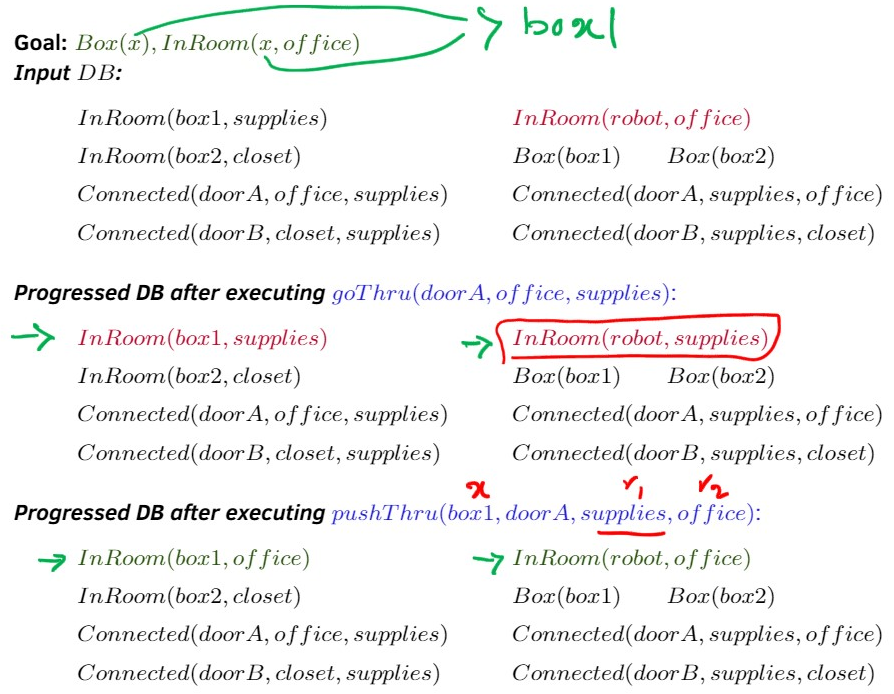 Goal: Box(x), InRoom(x, office) > box1
Input DB:
InRoom(box1, supplies) InRoom(robot, office)
InRoom(box2, closet) Box(box1) Box(box2)
Connected(doorA, office, supplies) Connected(doorA, supplies, office)
Connected(doorB, closet, supplies) Connected(doorB, supplies, closet)
Progressed DB after executing goThru(doorA, office, supplies):
→ InRoom(box1, supplies) → InRoom(robot, supplies)
InRoom(box2, closet) Box(box1) Box(box2)
Connected(doorA, office, supplies) Connected(doorA, supplies, office)
Connected(doorB, closet, supplies) Connected(doorB, supplies, closet)
x r1 r2
Progressed DB after executing pushThru(box1, doorA, supplies, office):
→ InRoom(box1, office) → InRoom(robot, office)
InRoom(box2, closet) Box(box1) Box(box2)
Connected(doorA, office, supplies) Connected(doorA, supplies, office)
Connected(doorB, closet, supplies) Connected(doorB, supplies, closet)